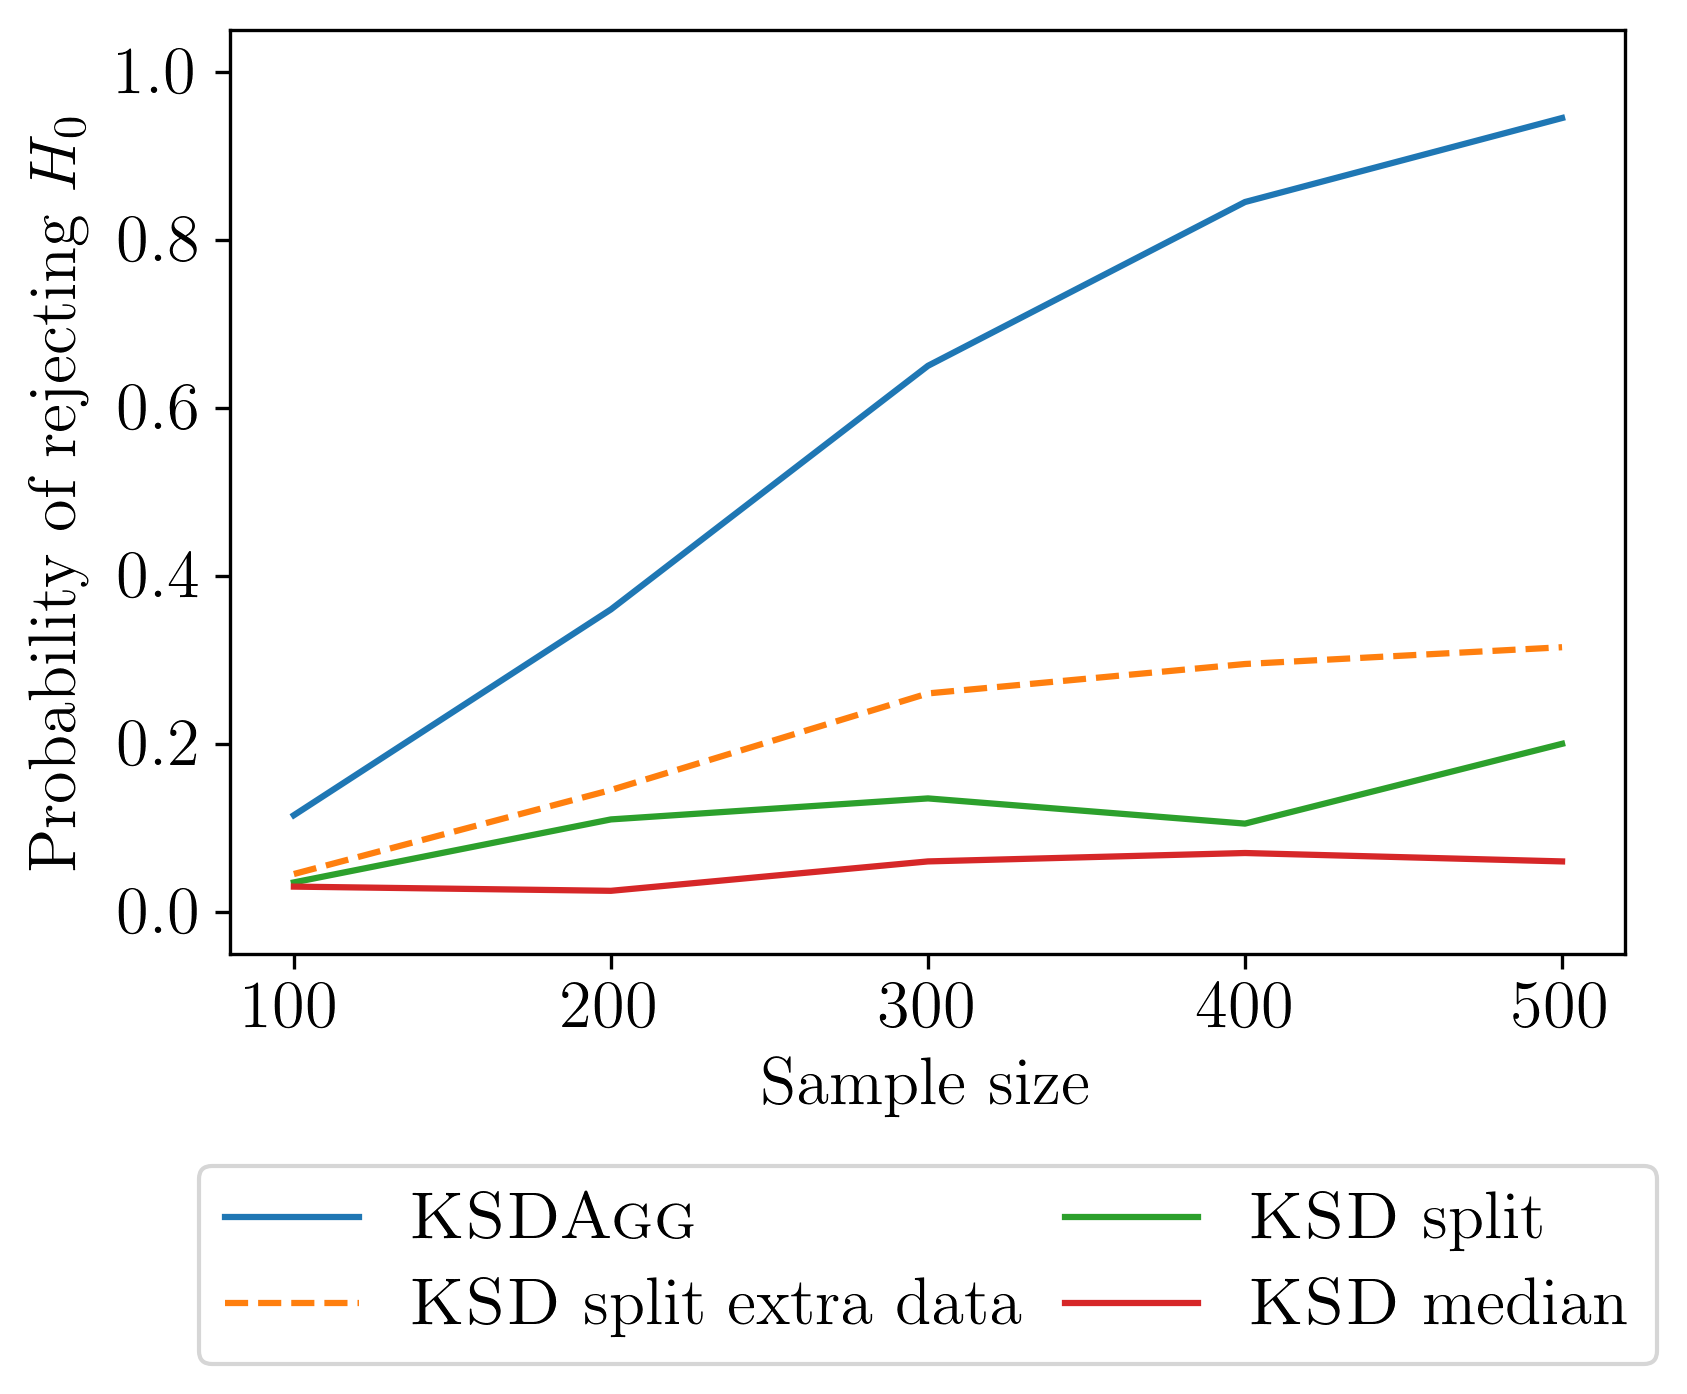 1.0
0.8
0.6
0.4
0.2
0.0
Probability of rejecting H₀
100 200 300 400 500
Sample size
KSDAGG
KSD split extra data
KSD split
KSD median